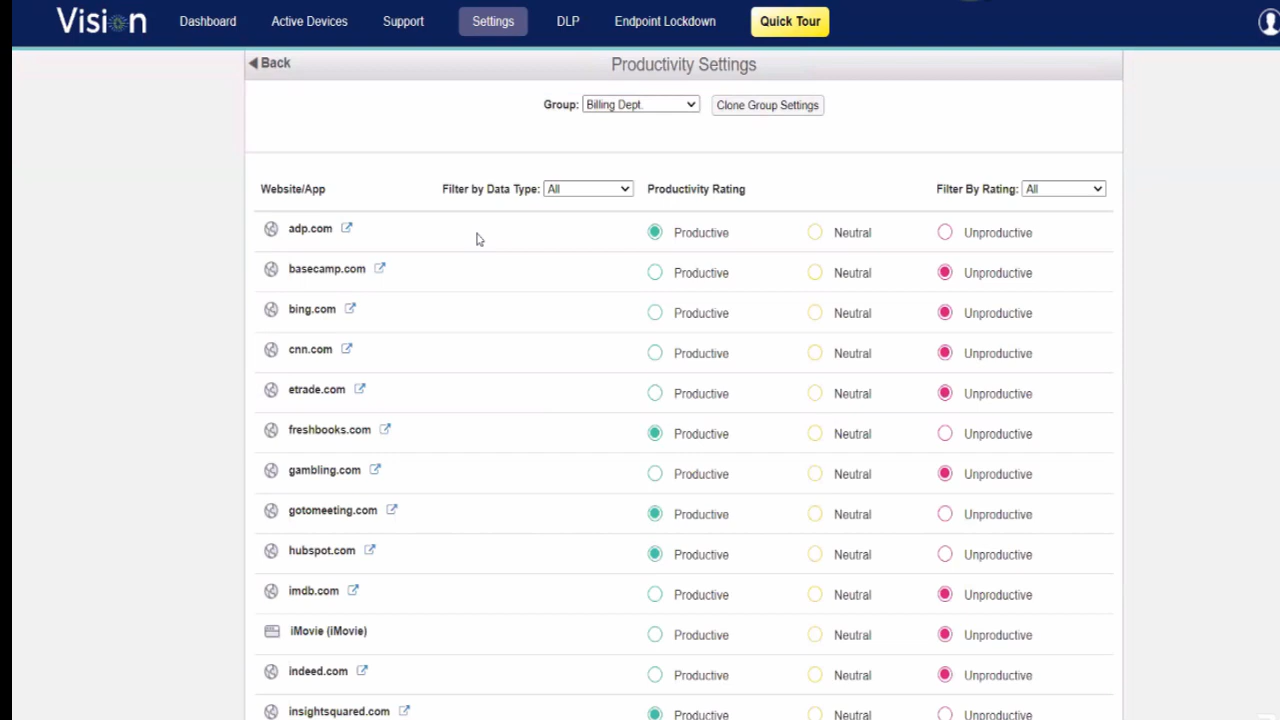 Vision Dashboard Active Devices Support Settings DLP Endpoint Lockdown Quick Tour
Back Productivity Settings
Group: Billing Dept. Clone Group Settings
Website/App Filter by Data Type: All Productivity Rating Filter By Rating: All
adp.com Productive Neutral Unproductive
basecamp.com Productive Neutral Unproductive
bing.com Productive Neutral Unproductive
cnn.com Productive Neutral Unproductive
etrade.com Productive Neutral Unproductive
freshbooks.com Productive Neutral Unproductive
gambling.com Productive Neutral Unproductive
gotomeeting.com Productive Neutral Unproductive
hubspot.com Productive Neutral Unproductive
imdb.com Productive Neutral Unproductive
iMovie (iMovie) Productive Neutral Unproductive
indeed.com Productive Neutral Unproductive
insightsquared.com Productive Neutral Unproductive